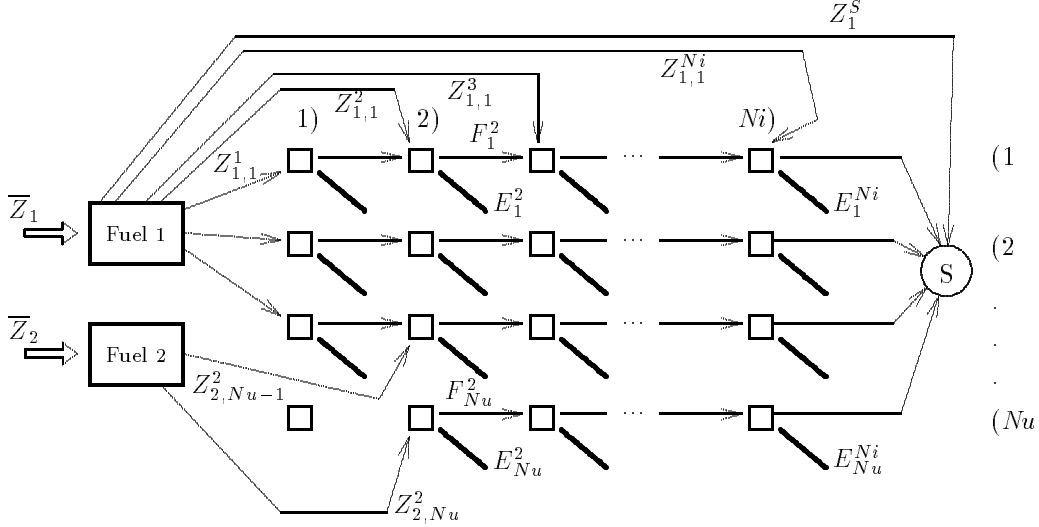 Z_1^S
Z_{1,1}^{Ni}
Z_{1,1}^3
Z_{1,1}^2
1)
2)
F_1^2
Ni)
Z_{1,1}^1
... 
(1
E_1^2
E_1^{Ni}
\overline{Z}_1
Fuel 1
...
(2
S
\overline{Z}_2
...
.
.
.
Fuel 2
Z_{2,Nu-1}^2
F_{Nu}^2
...
(Nu
E_{Nu}^2
E_{Nu}^{Ni}
Z_{2,Nu}^2